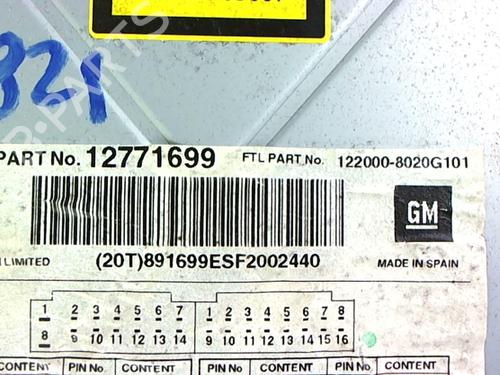 821
PART No. 12771699 FTL PART No. 122000-8020G101
GM
LIMITED (20T)891699ESF2002440 MADE IN SPAIN
1 2 3 4 5 6 7 1 2 3 4 5 6 7 8
8 9 10 11 12 13 14 9 10 11 12 13 14 15 16
CONTENT PIN No CONTENT PIN No CONTENT PIN No CONTENT